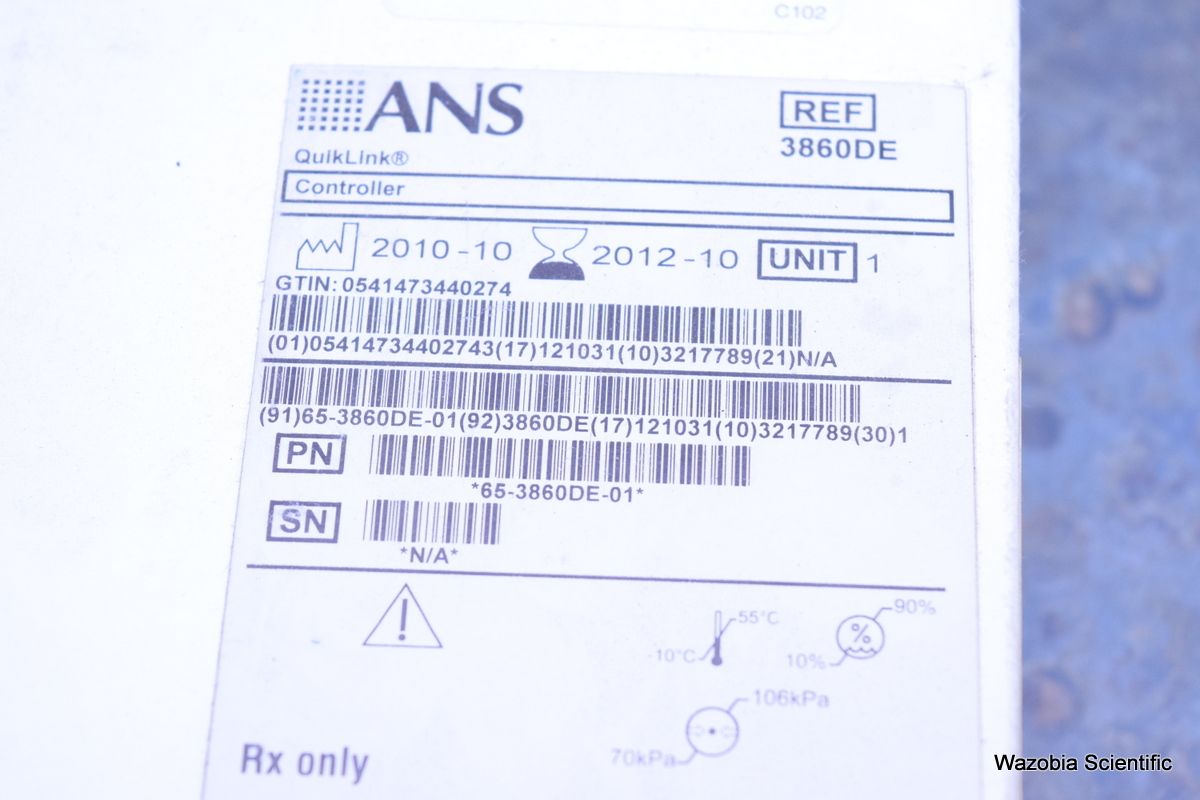 C102
ANS
REF
3860DE
QuikLink®
Controller
2010-10 2012-10 UNIT 1
GTIN: 0541473440274
(01)05414734402743(17)121031(10)3217789(21)N/A
(91)65-3860DE-01(92)3860DE(17)121031(10)3217789(30)1
PN
*65-3860DE-01*
SN
*N/A*
!
55°C
-10°C
90%
%
10%
106kPa
70kPa
Rx only
Wazobia Scientific